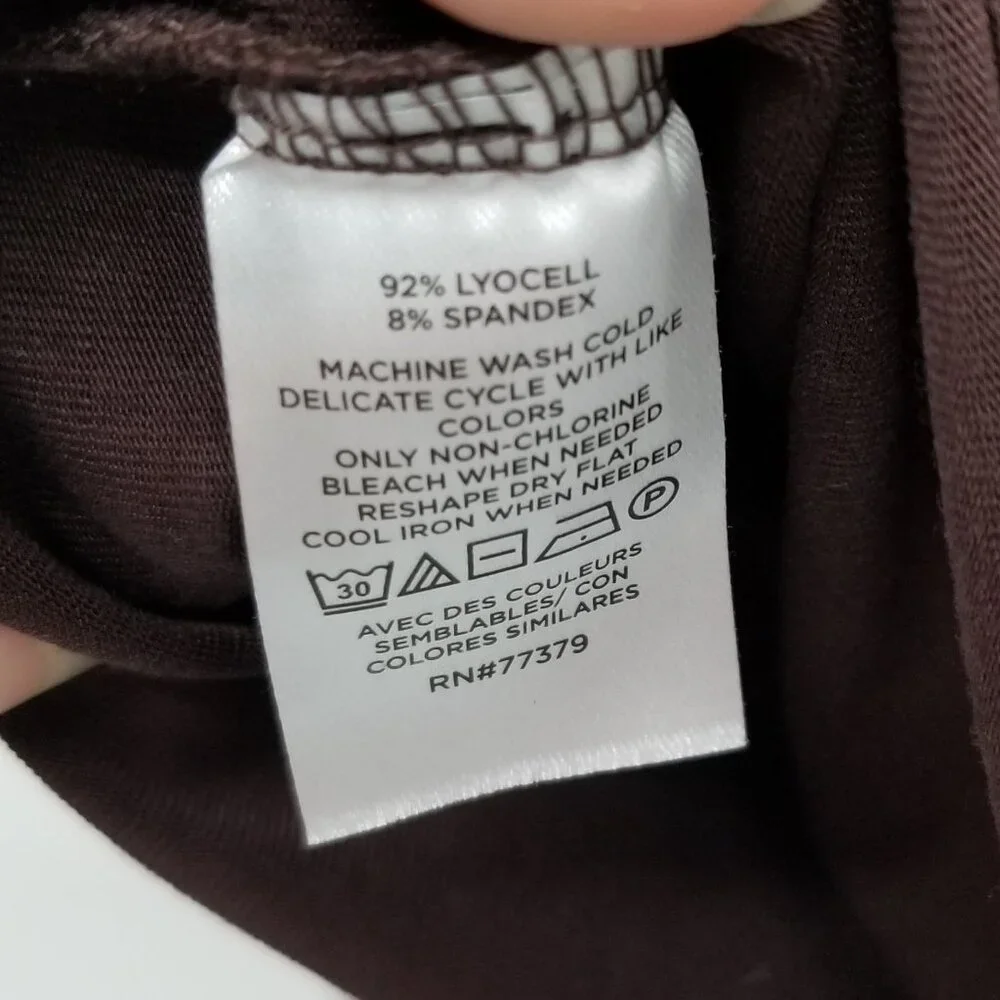 92% LYOCELL
8% SPANDEX
MACHINE WASH COLD
DELICATE CYCLE WITH LIKE
COLORS
ONLY NON-CHLORINE
BLEACH WHEN NEEDED
RESHAPE DRY FLAT
COOL IRON WHEN NEEDED
30 P
AVEC DES COULEURS
SEMBLABLES/ CON
COLORES SIMILARES
RN#77379